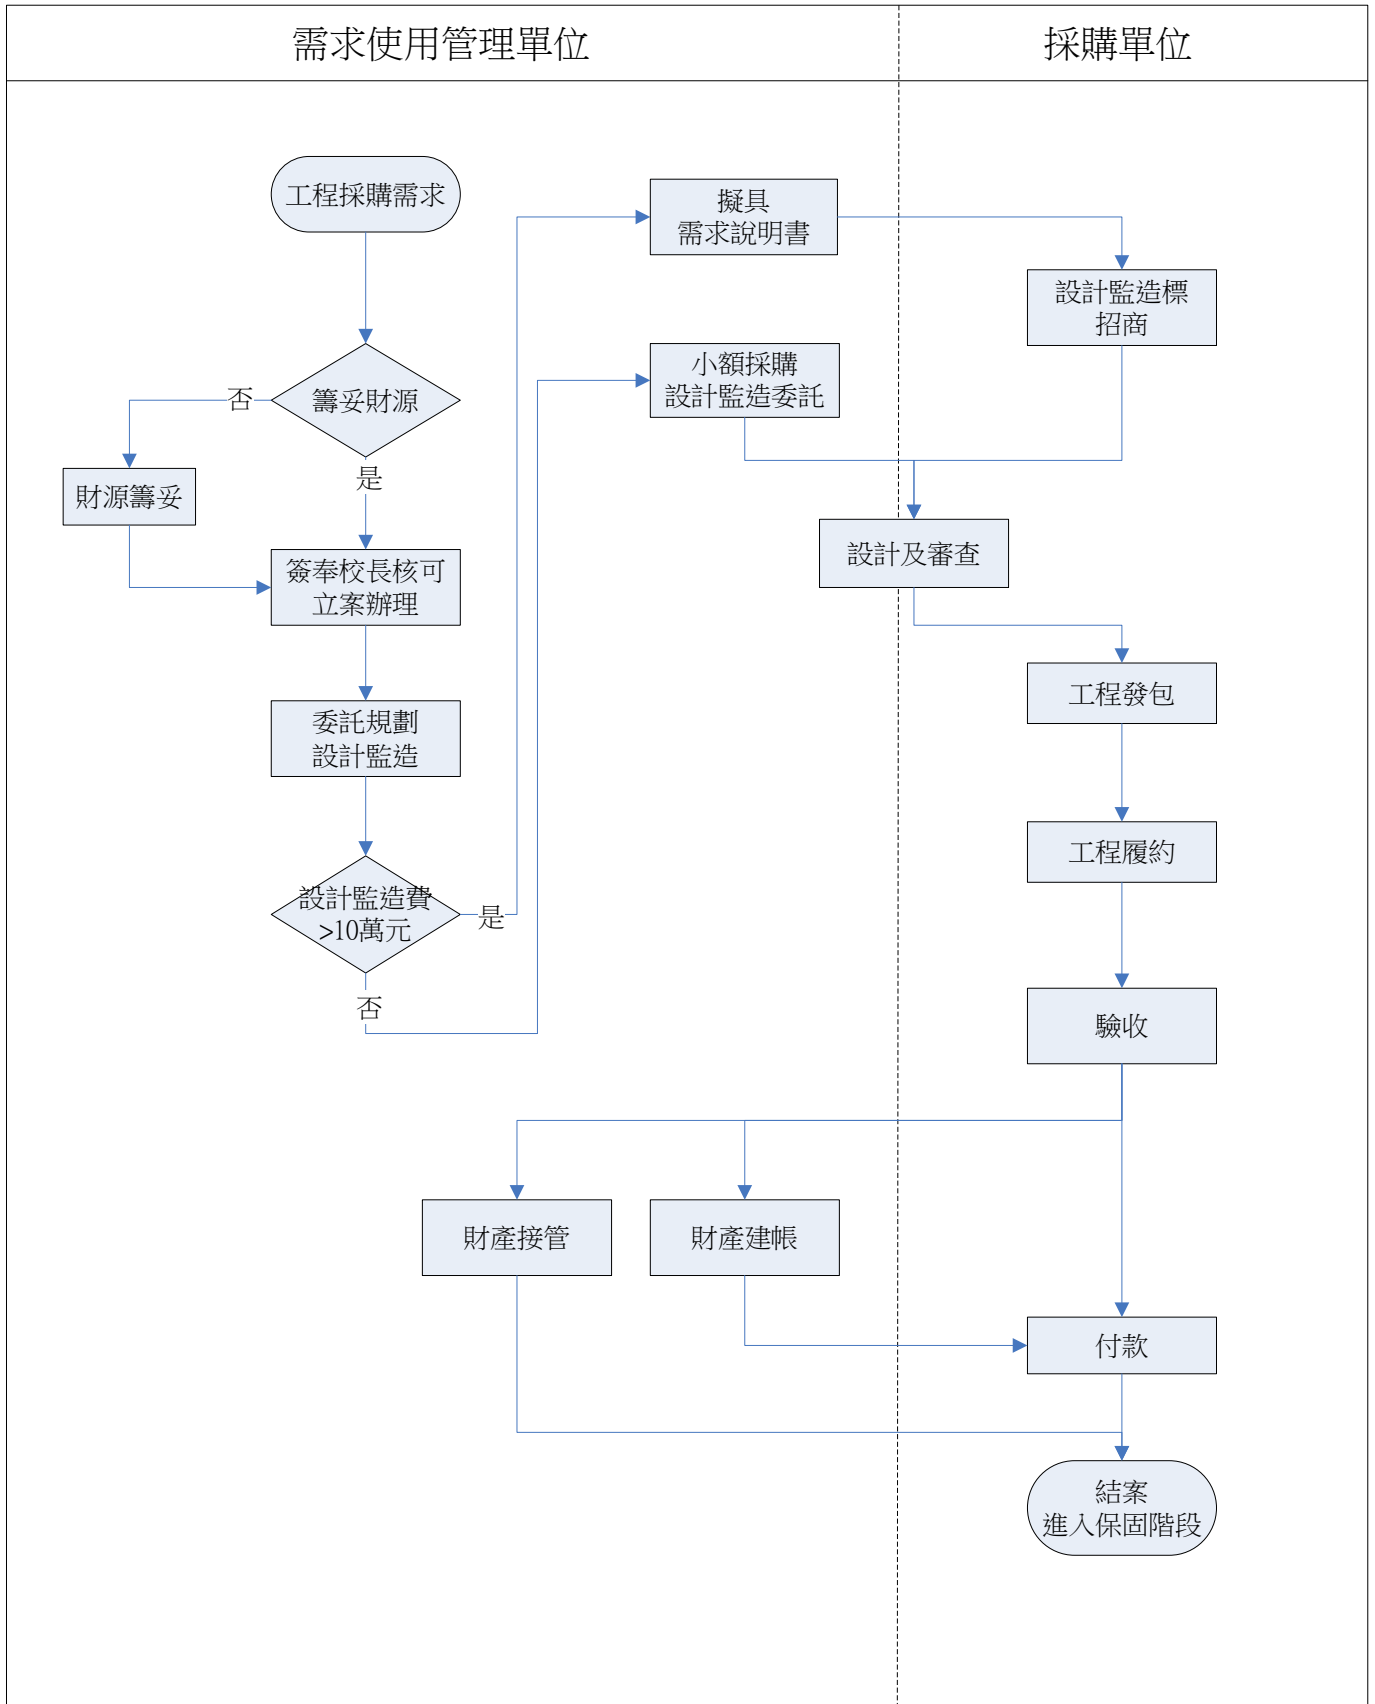 需求使用管理單位
採購單位
工程採購需求
擬具
需求說明書
設計監造標
招商
小額採購
設計監造委託
否
籌妥財源
是
財源籌妥
設計及審查
簽奉校長核可
立案辦理
工程發包
委託規劃
設計監造
工程履約
設計監造費
>10萬元
是
否
驗收
財產接管
財產建帳
付款
結案
進入保固階段